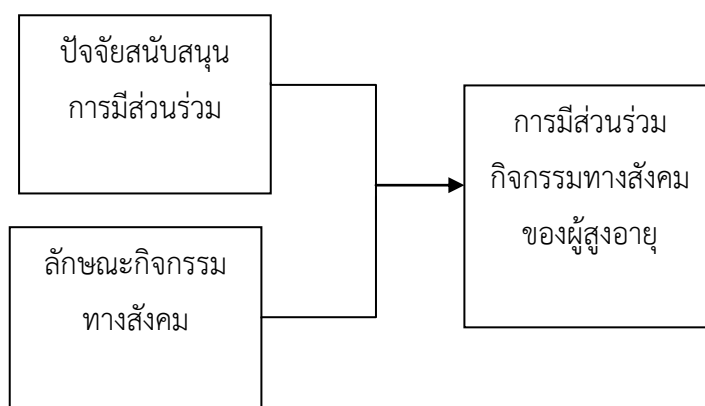 ปัจจัยสนับสนุน
การมีส่วนร่วม
ลักษณะกิจกรรม
ทางสังคม
การมีส่วนร่วม
กิจกรรมทางสังคม
ของผู้สูงอายุ